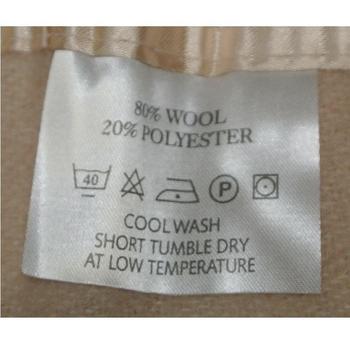 80% WOOL
20% POLYESTER
40 P
COOL WASH
SHORT TUMBLE DRY
AT LOW TEMPERATURE